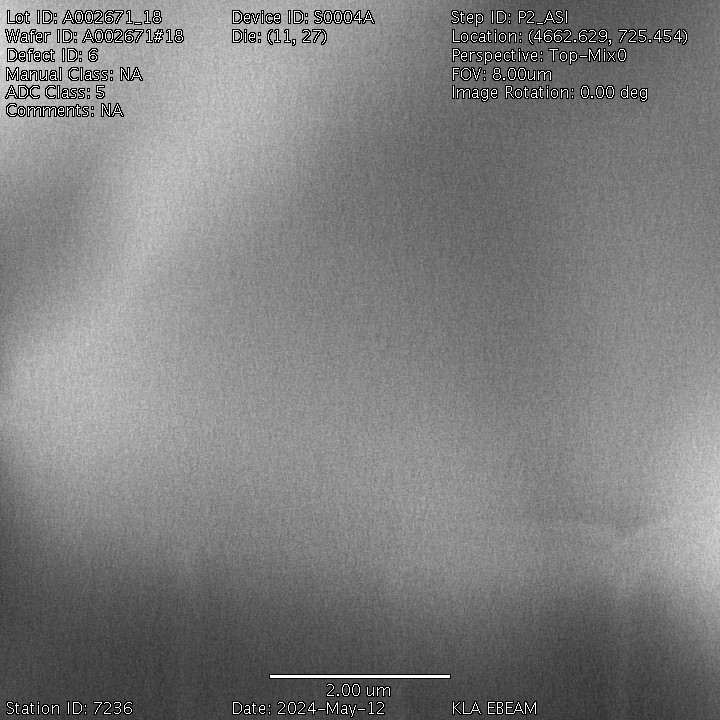 Lot ID: A002671_18
Wafer ID: A002671#18
Defect ID: 6
Manual Class: NA
ADC Class: 5
Comments: NA
Device ID: S0004A
Die: (11, 27)
Step ID: P2_ASI
Location: (4662.629, 725.454)
Perspective: Top-Mix0
FOV: 8.00um
Image Rotation: 0.00 deg
2.00 um
Station ID: 7236
Date: 2024-May-12
KLA EBEAM